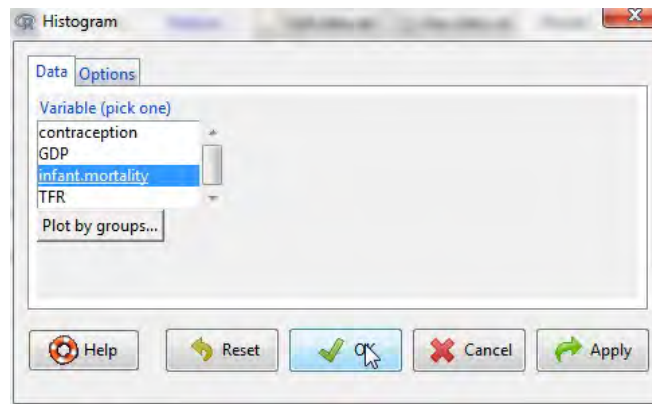 Histogram
Data Options
Variable (pick one)
contraception
GDP
infant.mortality
TFR
Plot by groups...
Help Reset OK Cancel Apply